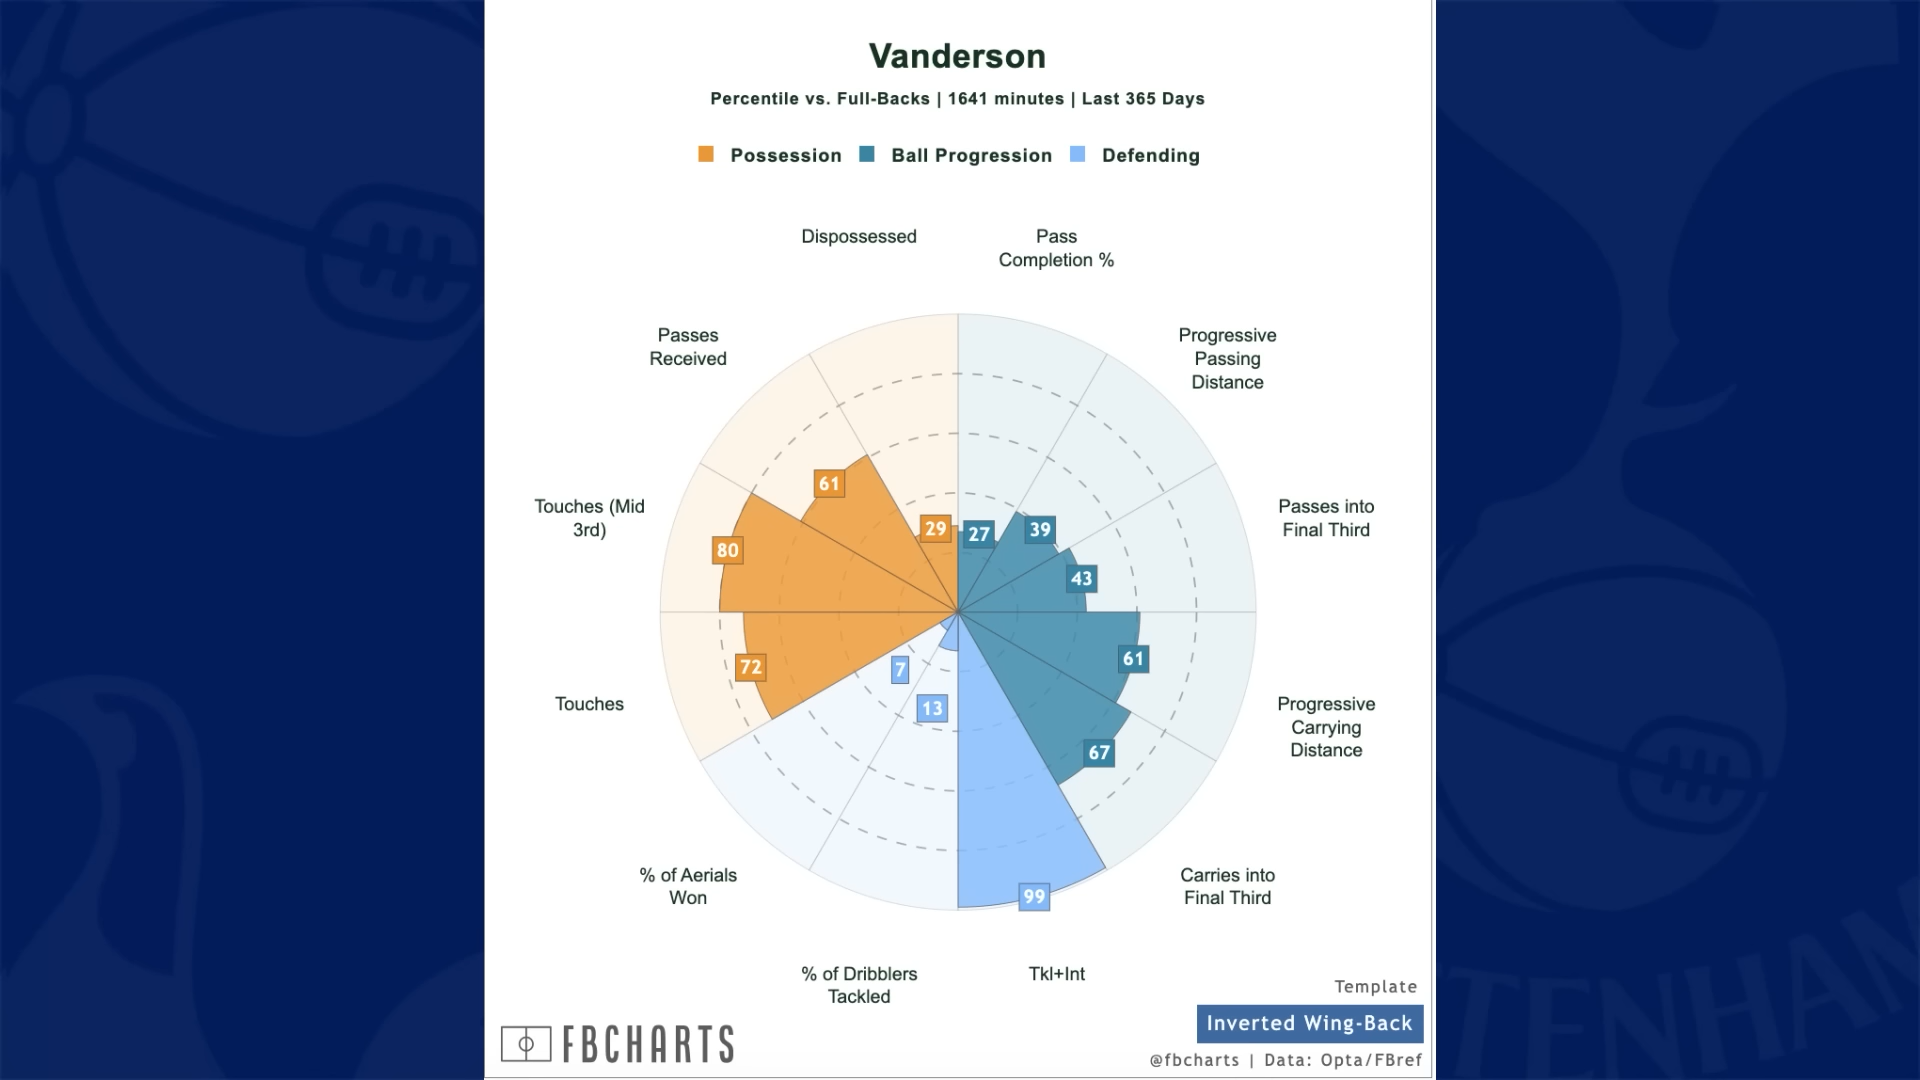 Vanderson
Percentile vs. Full-Backs | 1641 minutes | Last 365 Days
Possession Ball Progression Defending
Dispossessed
Pass
Completion %
Passes
Received
Progressive
Passing
Distance
Touches (Mid
3rd)
Passes into
Final Third
61
29
27
39
80
43
72
7
13
61
67
99
Touches
Progressive
Carrying
Distance
% of Aerials
Won
Carries into
Final Third
% of Dribblers
Tackled
Tkl+Int
Template
Inverted Wing-Back
FBCHARTS
@fbcharts | Data: Opta/FBref
TENHAM